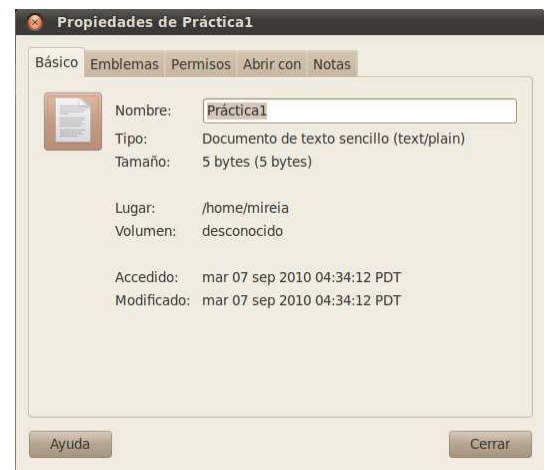 Propiedades de Práctica1
Básico Emblemas Permisos Abrir con Notas
Nombre: Práctica1
Tipo: Documento de texto sencillo (text/plain)
Tamaño: 5 bytes (5 bytes)
Lugar: /home/mireia
Volumen: desconocido
Accedido: mar 07 sep 2010 04:34:12 PDT
Modificado: mar 07 sep 2010 04:34:12 PDT
Ayuda Cerrar